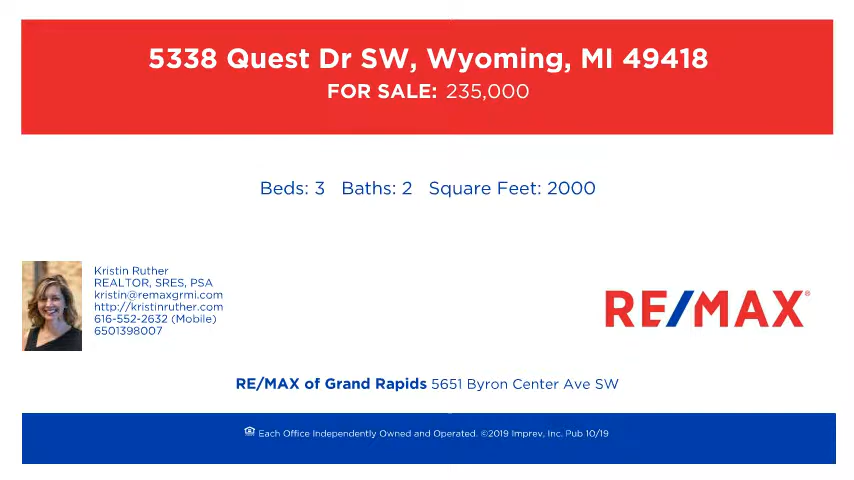 5338 Quest Dr SW, Wyoming, MI 49418
FOR SALE: 235,000
Beds: 3 Baths: 2 Square Feet: 2000
Kristin Ruther
REALTOR, SRES, PSA
kristin@remaxgrmi.com
http://kristinruther.com
616-552-2632 (Mobile)
6501398007
RE/MAX®
RE/MAX of Grand Rapids 5651 Byron Center Ave SW
Each Office Independently Owned and Operated. ©2019 Imprev, Inc. Pub 10/19